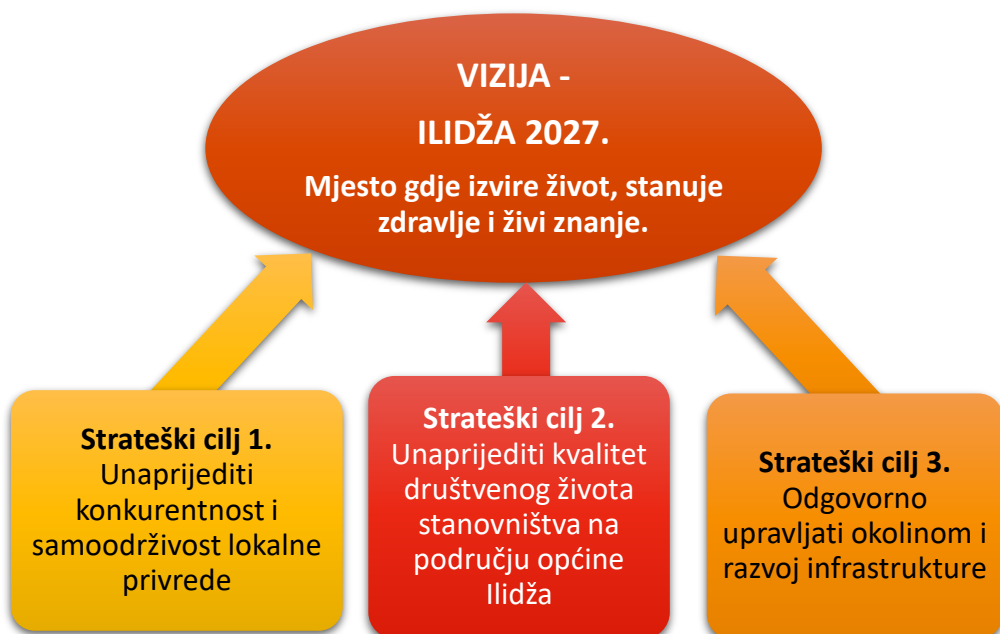 VIZIJA -
ILIDŽA 2027.
Mjesto gdje izvire život, stanuje
zdravlje i živi znanje.
Strateški cilj 1.
Unaprijediti
konkurentnost i
samoodrživost lokalne
privrede
Strateški cilj 2.
Unaprijediti kvalitet
društvenog života
stanovništva na
području općine
Ilidža
Strateški cilj 3.
Odgovorno
upravljati okolinom i
razvoj infrastrukture